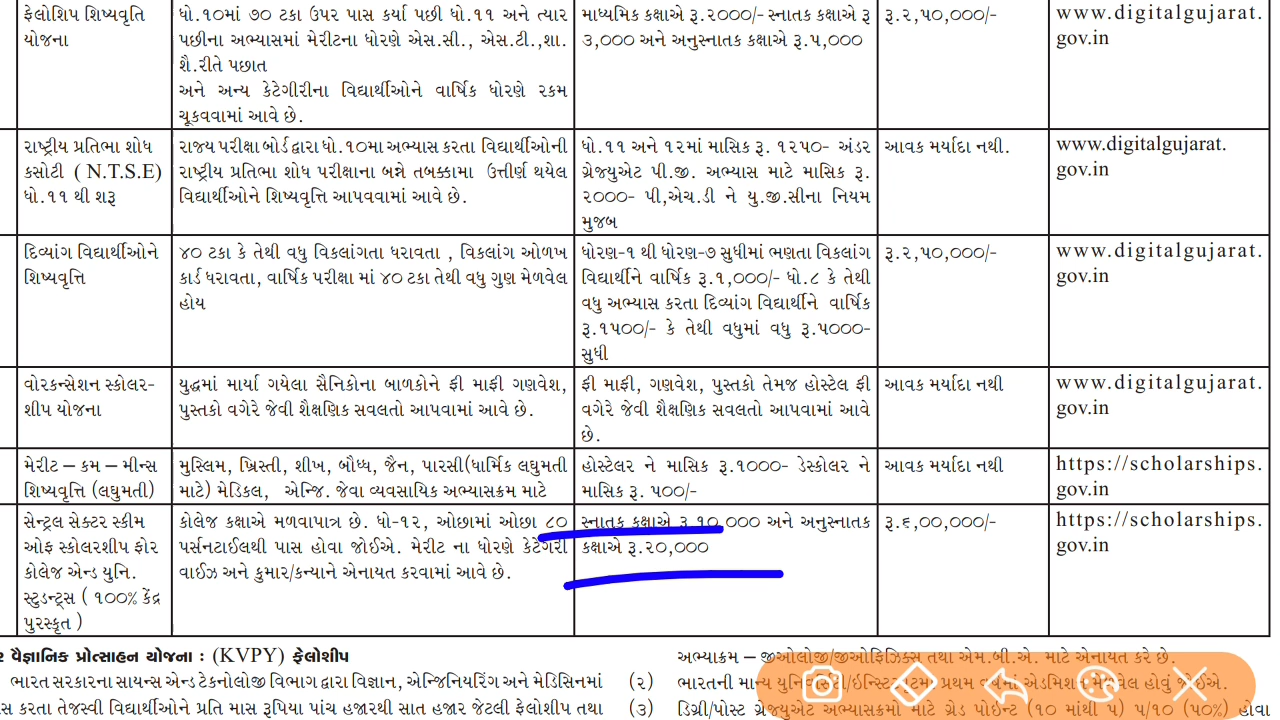 ફેલોશિપ શિષ્યવૃતિ
યોજના
ધો.૧૦માં ૭૦ ટકા ઉપર પાસ કર્યા પછી ધો.૧૧ અને ત્યાર
પછીના અભ્યાસમાં મેરીટના ધોરણે એસ.સી., એસ.ટી.,શા.
શૈ.રીતે પછાત
અને અન્ય કેટેગીરીના વિદ્યાર્થીઓને વાર્ષિક ધોરણે રકમ
ચૂકવવામાં આવે છે.
માધ્યમિક કક્ષાએ રૂ.૨૦૦૦/- સ્નાતક કક્ષાએ રૂ
૩,૦૦૦ અને અનુસ્નાતક કક્ષાએ રૂ.૫,૦૦૦
રૂ.૨,૫૦,૦૦૦/-
www.digitalgujarat.
gov.in
રાષ્ટ્રીય પ્રતિભા શોધ
કસોટી ( N.T.S.E)
ધો.૧૧ થી શરૂ
રાજ્ય પરીક્ષા બોર્ડ દ્વારા ધો.૧૦મા અભ્યાસ કરતા વિદ્યાર્થીઓની
રાષ્ટ્રીય પ્રતિભા શોધ પરીક્ષાના બન્ને તબક્કામા ઉત્તીર્ણ થયેલ
વિદ્યાર્થીઓને શિષ્યવૃત્તિ આપવવામાં આવે છે.
ધો.૧૧ અને ૧૨માં માસિક રૂ. ૧૨૫૦- અંડર
ગ્રેજ્યુએટ પી.જી. અભ્યાસ માટે માસિક રૂ.
૨૦૦૦- પી,એચ.ડી ને યુ.જી.સીના નિયમ
મુજબ
આવક મર્યાદા નથી.
www.digitalgujarat.
gov.in
દિવ્યાંગ વિદ્યાર્થીઓને
શિષ્યવૃત્તિ
૪૦ ટકા કે તેથી વધુ વિકલાંગતા ધરાવતા , વિકલાંગ ઓળખ
કાર્ડ ધરાવતા, વાર્ષિક પરીક્ષા માં ૪૦ ટકા તેથી વધુ ગુણ મેળવેલ
હોય
ધોરણ-૧ થી ધોરણ-૭ સુધીમાં ભણતા વિકલાંગ
વિદ્યાર્થીને વાર્ષિક રૂ.૧,૦૦૦/- ધો.૮ કે તેથી
વધુ અભ્યાસ કરતા દિવ્યાંગ વિદ્યાર્થીને વાર્ષિક
રૂ.૧૫૦૦/- કે તેથી વધુમાં વધુ રૂ.૫૦૦૦-
સુધી
રૂ.૨,૫૦,૦૦૦/-
www.digitalgujarat.
gov.in
વોરકન્સેશન સ્કોલર-
શીપ યોજના
યુદ્ધમાં માર્યા ગયેલા સૈનિકોના બાળકોને ફી માફી ગણવેશ,
પુસ્તકો વગેરે જેવી શૈક્ષણિક સવલતો આપવામાં આવે છે.
ફી માફી, ગણવેશ, પુસ્તકો તેમજ હોસ્ટેલ ફી
વગેરે જેવી શૈક્ષણિક સવલતો આપવામાં આવે
છે.
આવક મર્યાદા નથી
www.digitalgujarat.
gov.in
મેરીટ – કમ – મીન્સ
શિષ્યવૃત્તિ (લઘુમતી)
મુસ્લિમ, ખ્રિસ્તી, શીખ, બૌધ્ધ, જૈન, પારસી(ધાર્મિક લઘુમતી
માટે) મેડિકલ, એન્જિ. જેવા વ્યવસાયિક અભ્યાસક્રમ માટે
હોસ્ટેલર ને માસિક રૂ.૧૦૦૦- ડેસ્કોલર ને
માસિક રૂ. ૫૦૦/-
આવક મર્યાદા નથી
https://scholarships.
gov.in
સેન્ટ્રલ સેક્ટર સ્કીમ
ઓફ સ્કોલરશીપ ફોર
કોલેજ એન્ડ યુનિ.
સ્ટુડન્ટ્સ ( ૧૦૦% કેંદ્ર
પુરસ્કૃત )
કોલેજ કક્ષાએ મળવાપાત્ર છે. ધો-૧૨, ઓછામાં ઓછા ૮૦
પર્સનટાઈલથી પાસ હોવા જોઈએ. મેરીટ ના ધોરણે કેટેગરી
વાઈઝ અને કુમાર/કન્યાને એનાયત કરવામાં આવે છે.
સ્નાતક કક્ષાએ રૂ.૧૦,૦૦૦ અને અનુસ્નાતક
કક્ષાએ રૂ.૨૦,૦૦૦
રૂ.૬,૦૦,૦૦૦/-
https://scholarships.
gov.in
ર વૈજ્ઞાનિક પ્રોત્સાહન યોજના : (KVPY) ફેલોશીપ
ભારત સરકારના સાયન્સ એન્ડ ટેકનોલોજી વિભાગ દ્વારા વિજ્ઞાન, એન્જિનિયરિંગ અને મેડિસિનમાં
સ કરતા તેજસ્વી વિદ્યાર્થીઓને પ્રતિ માસ રૂપિયા પાંચ હજારથી સાત હજાર જેટલી ફેલોશીપ તથા
અભ્યાક્રમ – જીઓલોજી/જીઓફિઝિક્સ તથા એમ.બી.એ. માટે એનાયત કરે છે.
(૨) ભારતની માન્ય યુનિવર્સિટી/ઈન્સ્ટિટ્યૂટમાં પ્રથમ વર્ષમાં એડમિશન મેળવેલ હોવું જોઈએ.
(૩) ડિગ્રી/પોસ્ટ ગ્રેજ્યુએટ અભ્યાસક્રમો માટે ગ્રેડ પોઈન્ટ (૧૦ માંથી ૫) ૫/૧૦ (૫૦%) હોવા